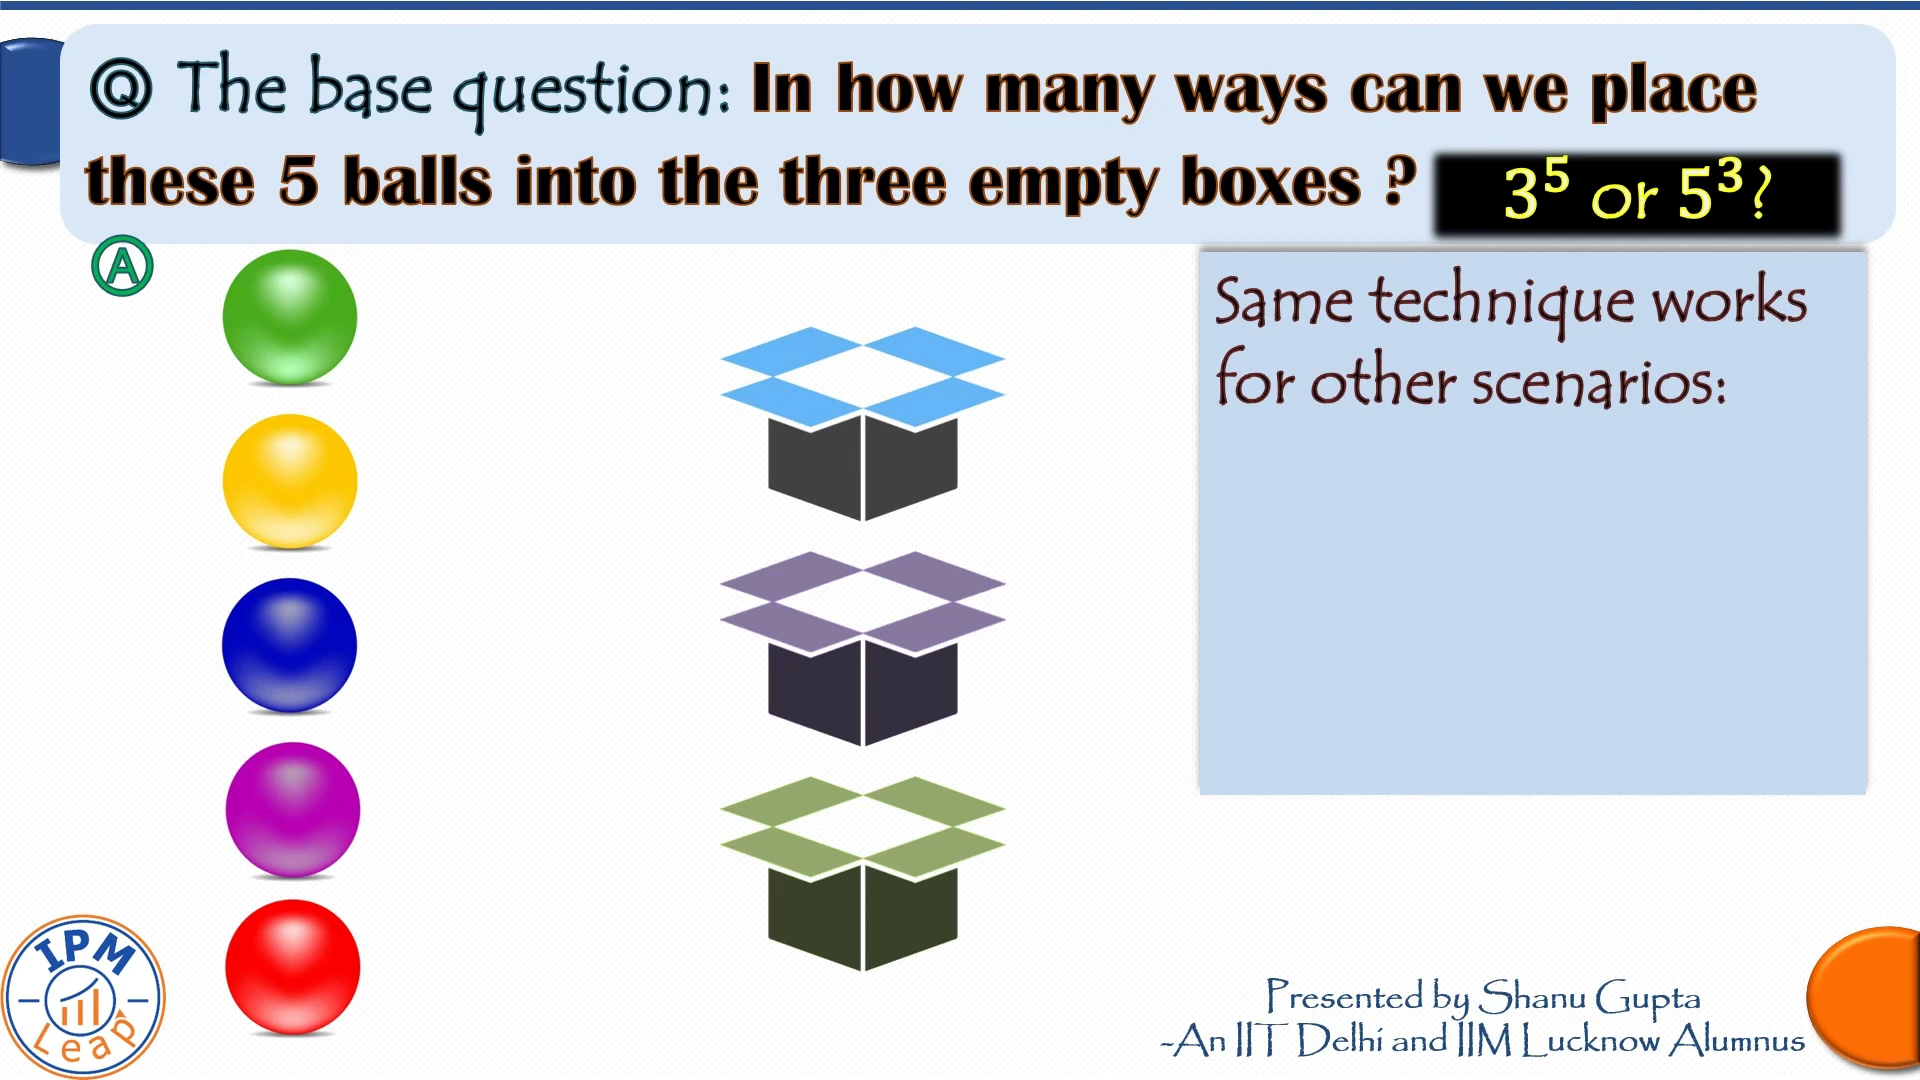 Q The base question: In how many ways can we place
these 5 balls into the three empty boxes ? 3⁵ or 5³?
A
Same technique works
for other scenarios:
IPM
Leap
Presented by Shanu Gupta
-An IIT Delhi and IIM Lucknow Alumnus